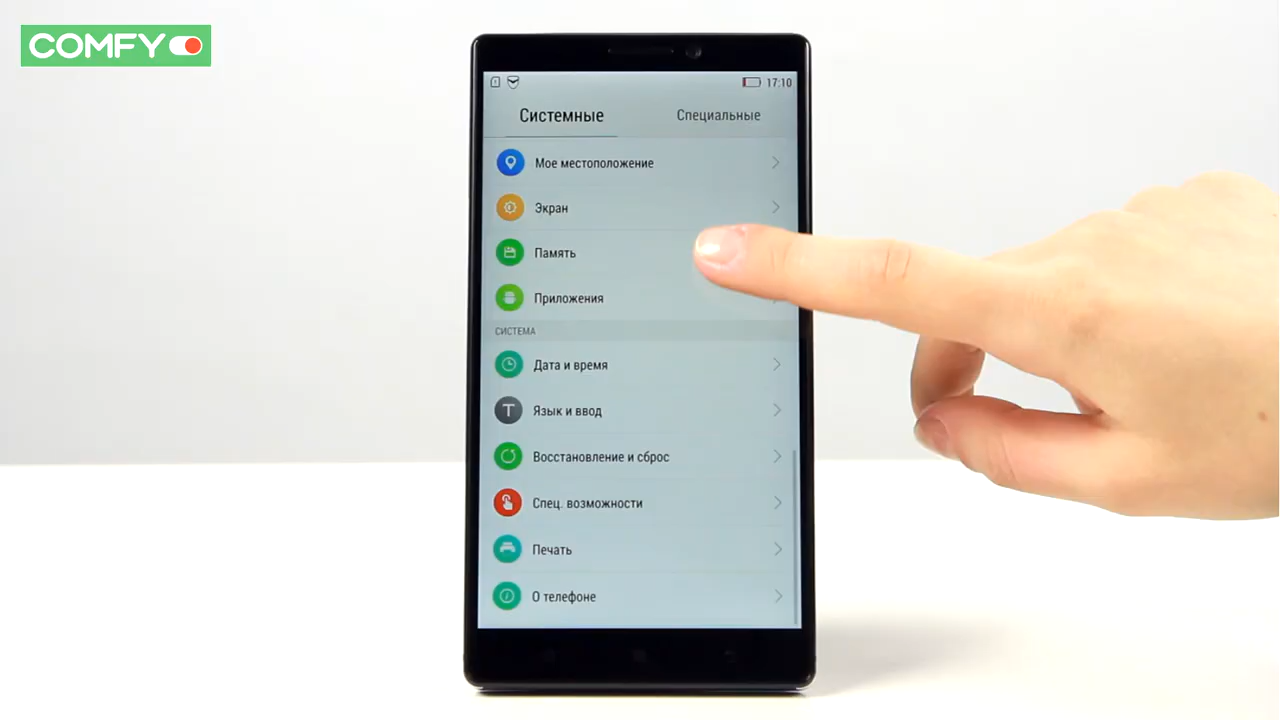 COMFY
17:10
Системные Специальные
Мое местоположение
Экран
Память
Приложения
СИСТЕМА
Дата и время
Язык и ввод
Восстановление и сброс
Спец. возможности
Печать
О телефоне